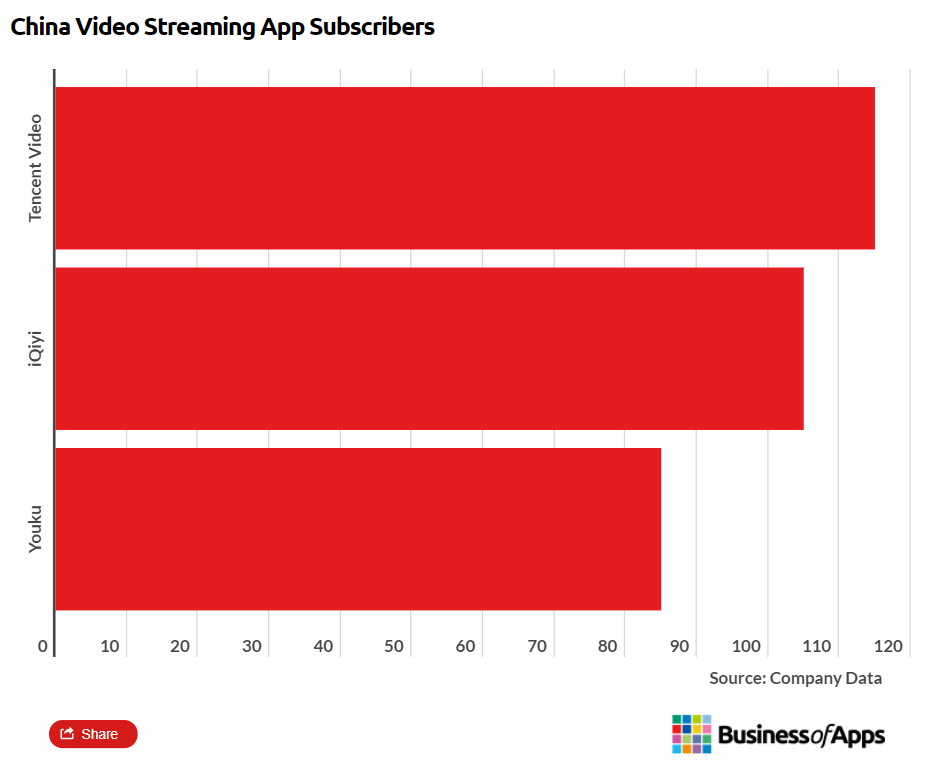 China Video Streaming App Subscribers
Tencent Video
iQiyi
Youku
0 10 20 30 40 50 60 70 80 90 100 110 120
Source: Company Data
Share
BusinessofApps